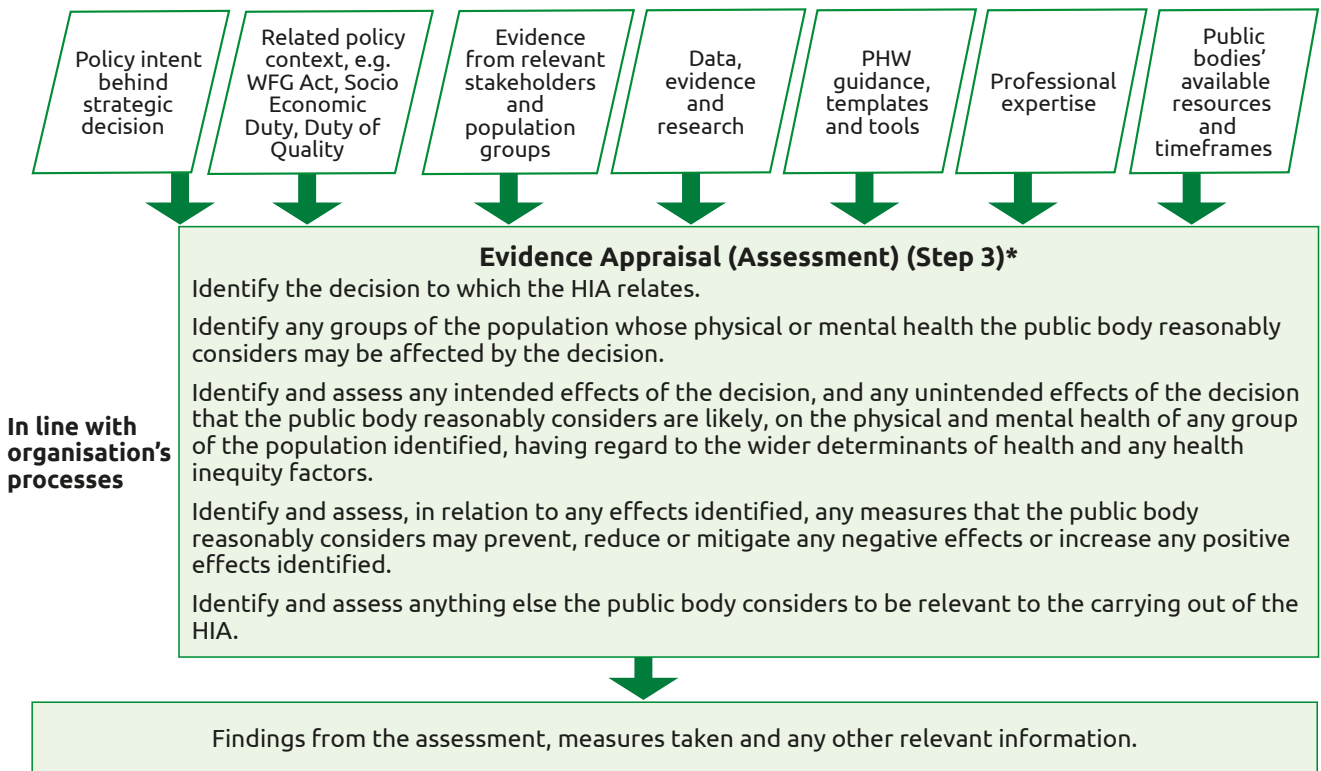 Policy intent
behind
strategic
decision
Related policy
context, e.g.
WFG Act, Socio
Economic
Duty, Duty of
Quality
Evidence
from relevant
stakeholders
and
population
groups
Data,
evidence
and
research
PHW
guidance,
templates
and tools
Professional
expertise
Public
bodies’
available
resources
and
timeframes
Evidence Appraisal (Assessment) (Step 3)*
Identify the decision to which the HIA relates.
Identify any groups of the population whose physical or mental health the public body reasonably
considers may be affected by the decision.
Identify and assess any intended effects of the decision, and any unintended effects of the decision
that the public body reasonably considers are likely, on the physical and mental health of any group
of the population identified, having regard to the wider determinants of health and any health
inequity factors.
Identify and assess, in relation to any effects identified, any measures that the public body
reasonably considers may prevent, reduce or mitigate any negative effects or increase any positive
effects identified.
Identify and assess anything else the public body considers to be relevant to the carrying out of the
HIA.
In line with
organisation’s
processes
Findings from the assessment, measures taken and any other relevant information.